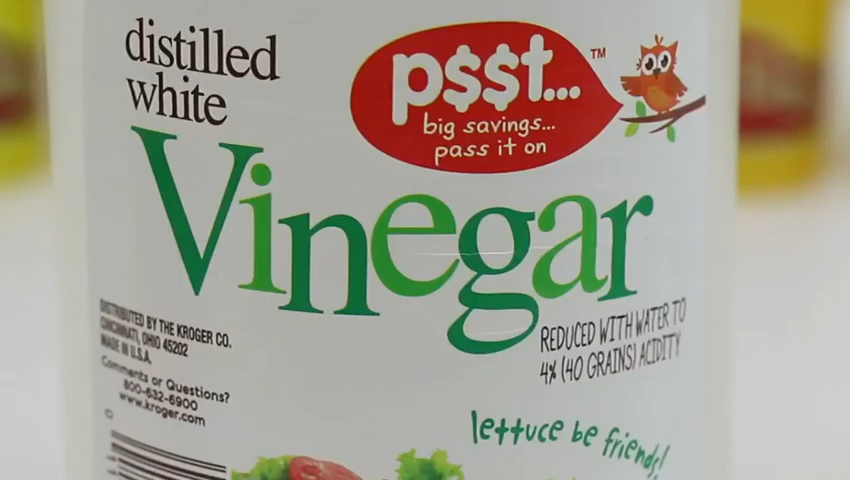 distilled
white
p$$t...™
big savings...
pass it on
Vinegar
DISTRIBUTED BY THE KROGER CO.
CINCINNATI, OHIO 45202
MADE IN U.S.A.
Comments or Questions?
800-632-6900
www.kroger.com
REDUCED WITH WATER TO
4% (40 GRAINS) ACIDITY
lettuce be friends!